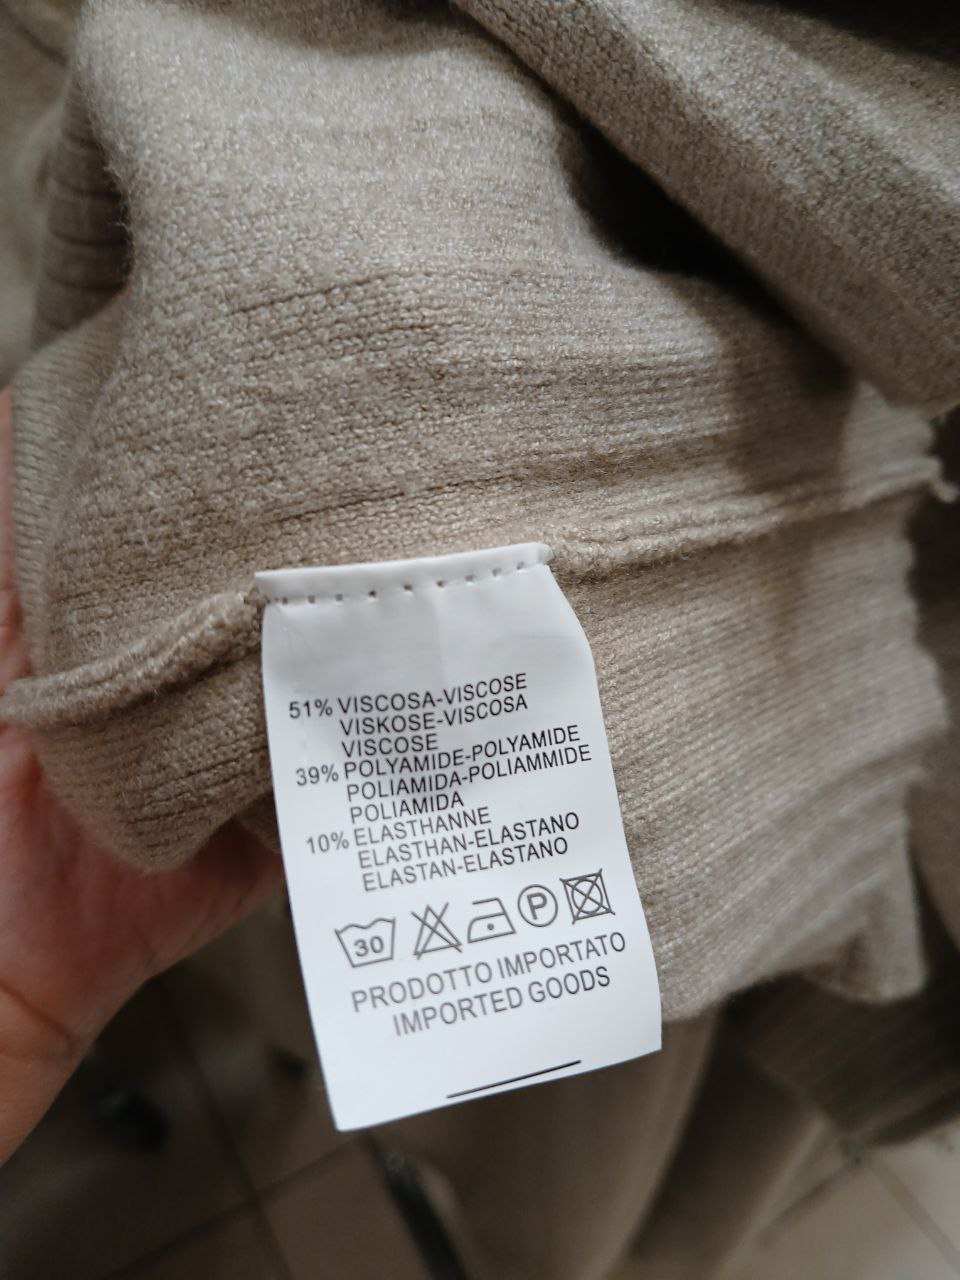 51% VISCOSA-VISCOSE
VISKOSE-VISCOSA
VISCOSE
39% POLYAMIDE-POLYAMIDE
POLIAMIDA-POLIAMMIDE
POLIAMIDA
10% ELASTHANNE
ELASTHAN-ELASTANO
ELASTAN-ELASTANO
30 P
PRODOTTO IMPORTATO
IMPORTED GOODS